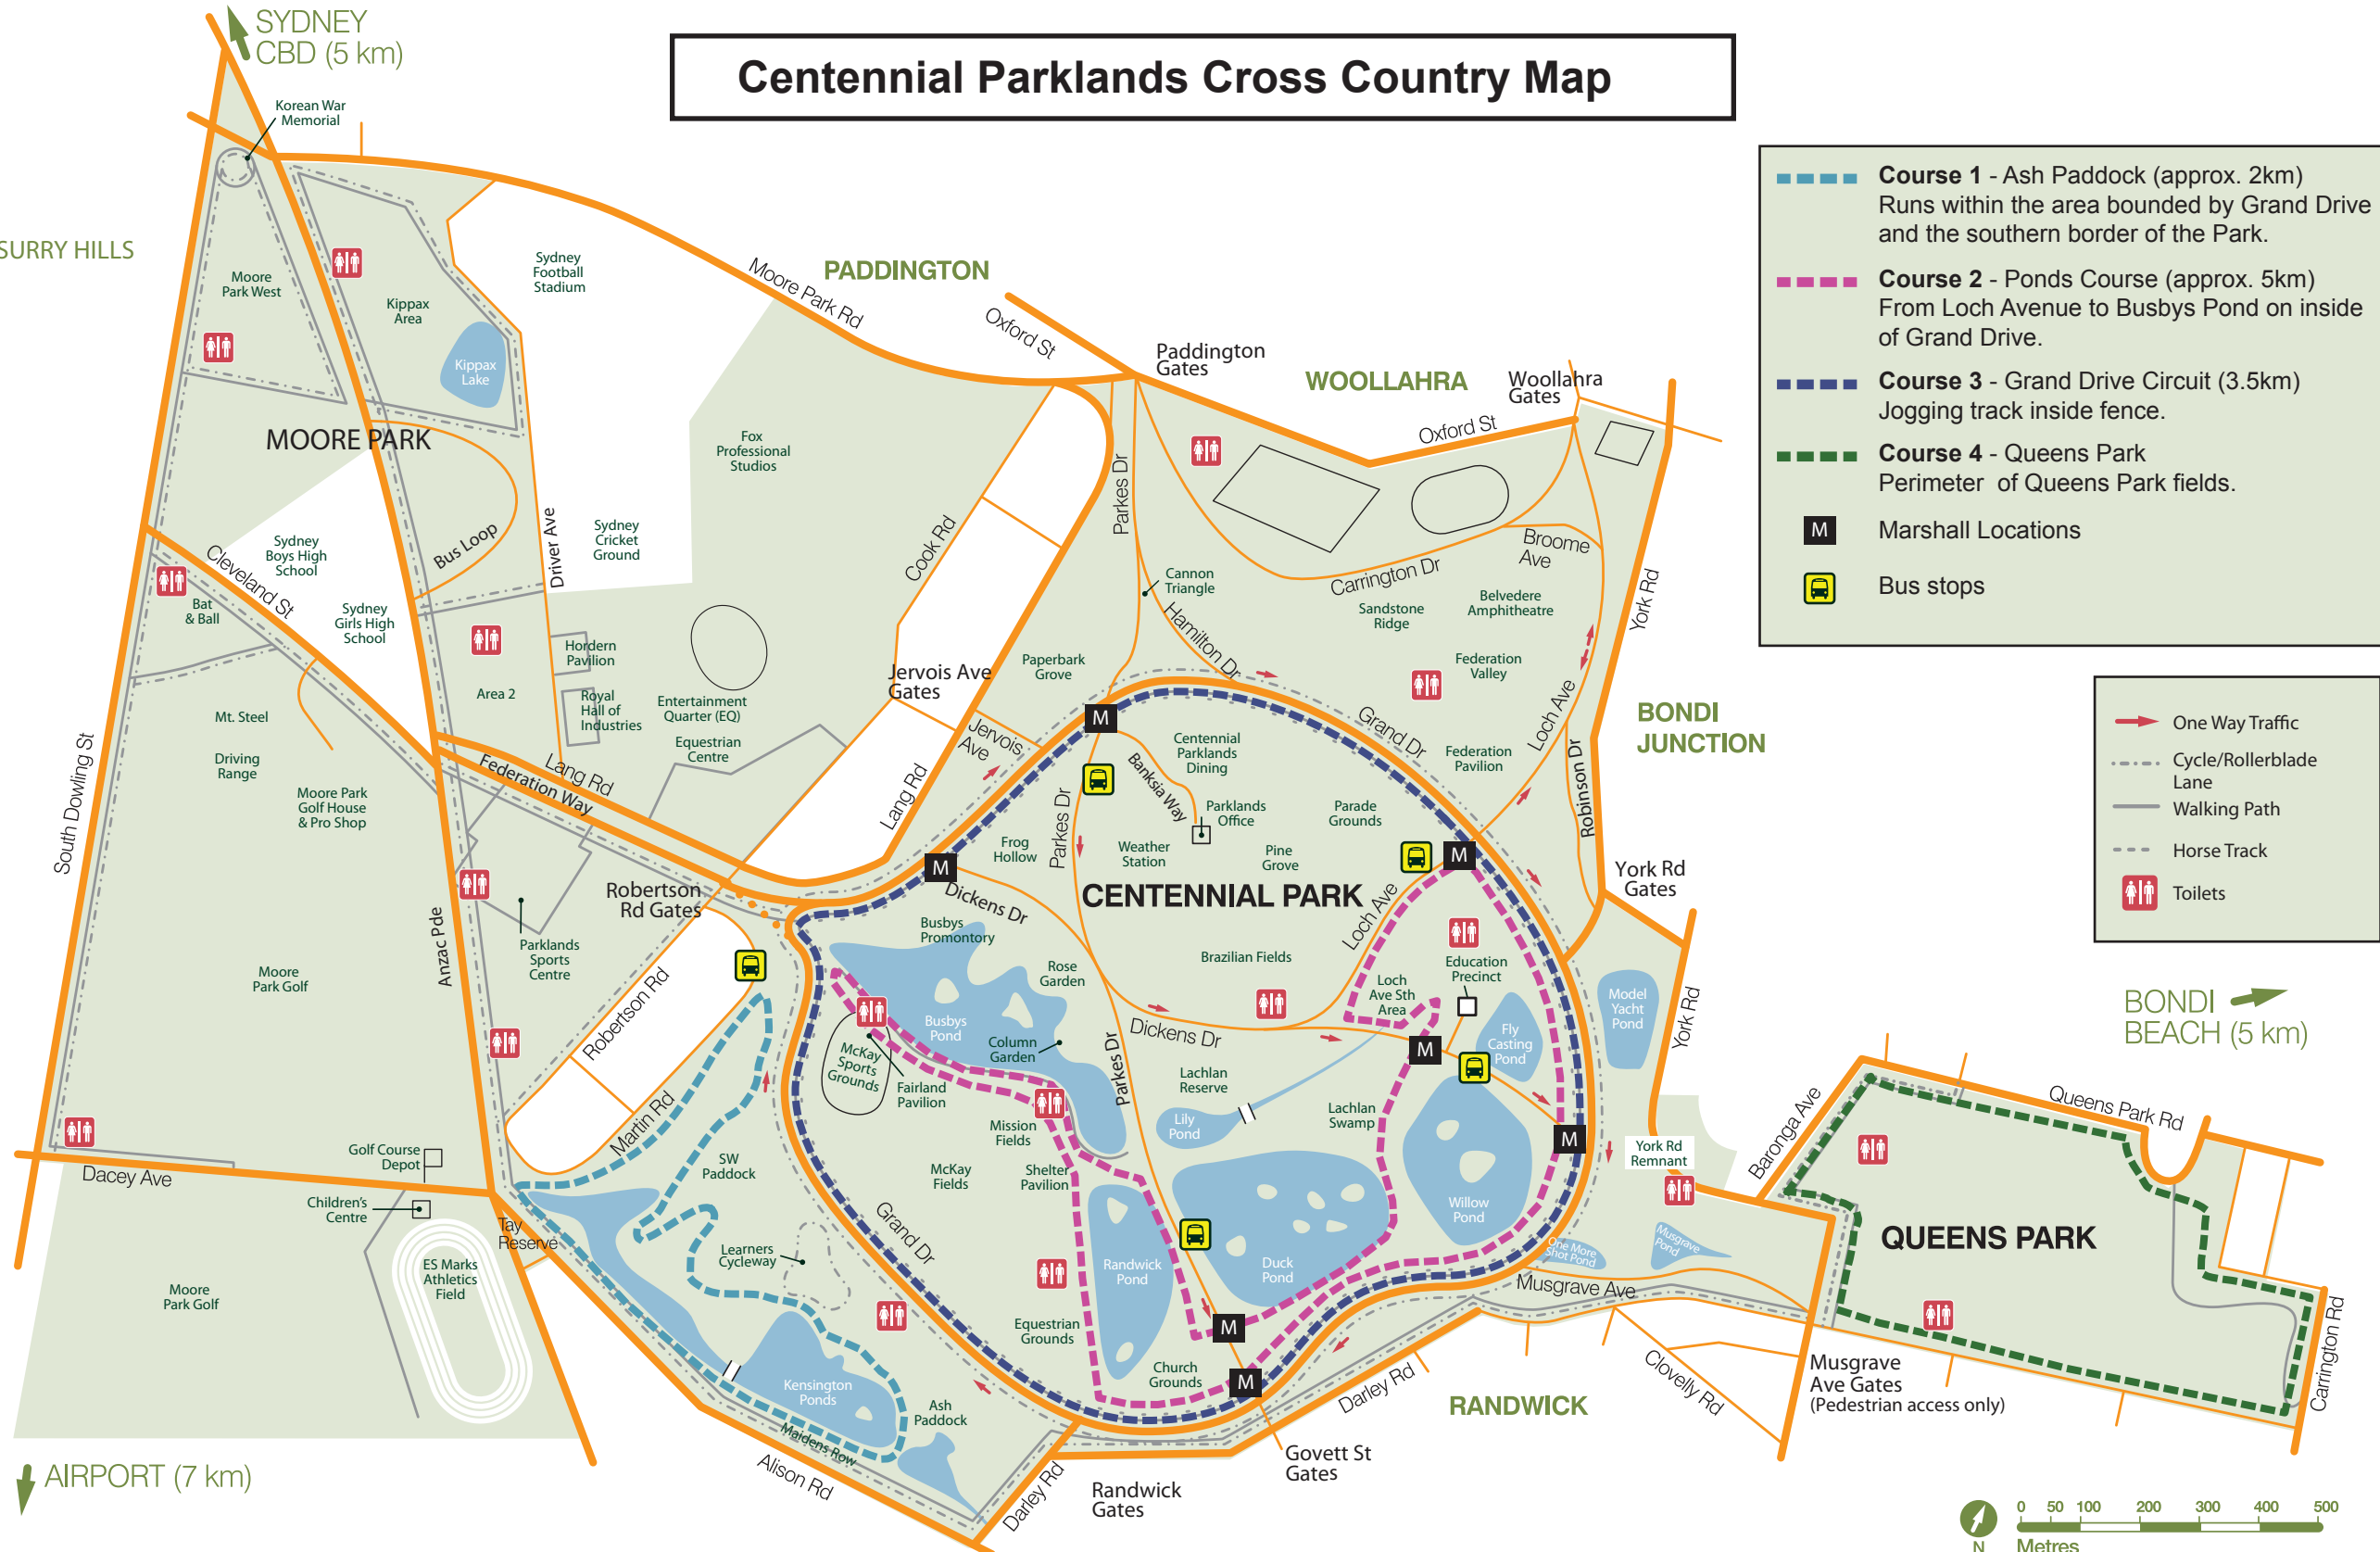 SYDNEY
CBD (5 km)
Centennial Parklands Cross Country Map
Korean War
Memorial
SURRY HILLS
Moore
Park West
Kippax
Area
Kippax
Lake
Sydney
Football
Stadium
MOORE PARK
Moore Park Rd
PADDINGTON
Oxford St
Paddington
Gates
WOOLLAHRA
Woollahra
Gates
Oxford St
Course 1 - Ash Paddock (approx. 2km)
Runs within the area bounded by Grand Drive
and the southern border of the Park.
Course 2 - Ponds Course (approx. 5km)
From Loch Avenue to Busbys Pond on inside
of Grand Drive.
Course 3 - Grand Drive Circuit (3.5km)
Jogging track inside fence.
Course 4 - Queens Park
Perimeter of Queens Park fields.
M
Marshall Locations
Bus stops
One Way Traffic
Cycle/Rollerblade
Lane
Walking Path
Horse Track
Toilets
Fox
Professional
Studios
Sydney
Boys High
School
Bus Loop
Driver Ave
Sydney
Cricket
Ground
Cook Rd
Parkes Dr
Cleveland St
Bat
& Ball
Sydney
Girls High
School
Hordern
Pavilion
Area 2
Royal
Hall of
Industries
Entertainment
Quarter (EQ)
Equestrian
Centre
Jervois Ave
Gates
Jervois
Ave
Paperbark
Grove
Cannon
Triangle
Hamilton Dr
Carrington Dr
Broome
Ave
Sandstone
Ridge
Belvedere
Amphitheatre
Federation
Valley
Federation
Pavilion
Loch Ave
York Rd
Robinson Dr
BONDI
JUNCTION
Grand Dr
Mt. Steel
Driving
Range
Moore Park
Golf House
& Pro Shop
South Dowling St
Lang Rd
Federation Way
Lang Rd
M
Centennial
Parklands
Dining
Banksia Way
Parklands
Office
Parade
Grounds
Parkes Dr
Frog
Hollow
Weather
Station
Pine
Grove
M
M
York Rd
Gates
Robertson
Rd Gates
Dickens Dr
CENTENNIAL PARK
Loch Ave
Busbys
Promontory
Anzac Pde
Parklands
Sports
Centre
Moore
Park Golf
Robertson Rd
Rose
Garden
Brazilian Fields
Education
Precinct
Loch
Ave Sth
Area
Busbys
Pond
Column
Garden
Dickens Dr
Fly
Casting
Pond
Model
Yacht
Pond
York Rd
BONDI
BEACH (5 km)
M
McKay
Sports
Grounds
Fairland
Pavilion
Parkes Dr
Lachlan
Reserve
Lily
Pond
Lachlan
Swamp
Mission
Fields
M
York Rd
Remnant
Baronga Ave
Queens Park Rd
Golf Course
Depot
Martin Rd
SW
Paddock
McKay
Fields
Shelter
Pavilion
Dacey Ave
Children's
Centre
Tay
Reserve
Willow
Pond
Grand Dr
QUEENS PARK
Learners
Cycleway
One More
Shot Pond
Musgrave
Pond
Randwick
Pond
Duck
Pond
ES Marks
Athletics
Field
Moore
Park Golf
Musgrave Ave
M
Equestrian
Grounds
Church
Grounds
M
Darley Rd
Clovelly Rd
Musgrave
Ave Gates
(Pedestrian access only)
Carrington Rd
Kensington
Ponds
Ash
Paddock
RANDWICK
Maidens Row
Alison Rd
Darley Rd
Randwick
Gates
Govett St
Gates
AIRPORT (7 km)
N
0 50 100 200 300 400 500
Metres